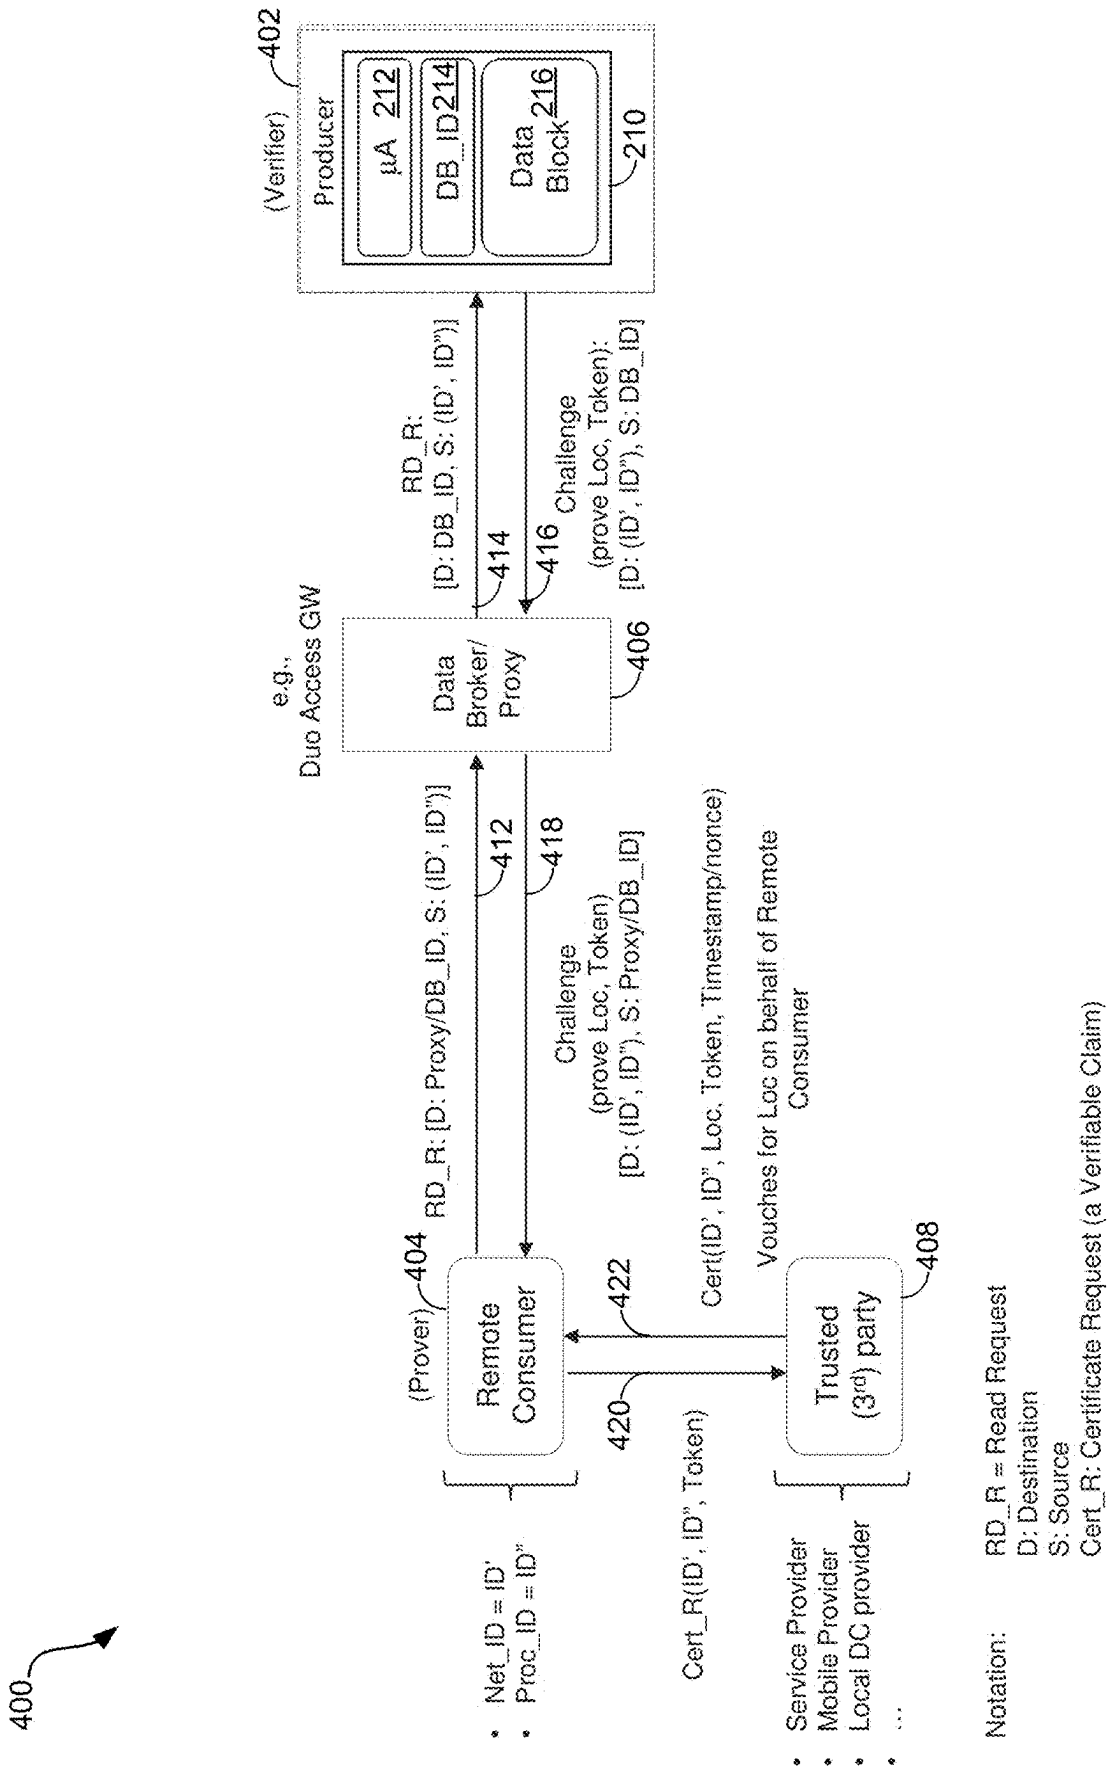 400
(Verifier)
402
Producer
µA 212
DB_ID214
Data
Block216
210
e.g.,
Duo Access GW
Data
Broker/
Proxy
406
RD_R:
[D: DB_ID, S: (ID', ID")]
414
416
Challenge
(prove Loc, Token):
[D: (ID', ID"), S: DB_ID]
(Prover)
404
Remote
Consumer
RD_R: [D: Proxy/DB_ID, S: (ID', ID")]
412
418
Challenge
(prove Loc, Token)
[D: (ID', ID"), S: Proxy/DB_ID]
• Net_ID = ID'
• Proc_ID = ID"
420
422
Cert_R(ID', ID", Token)
Cert(ID', ID", Loc, Token, Timestamp/nonce)
Vouches for Loc on behalf of Remote
Consumer
Trusted
(3rd) party
408
• Service Provider
• Mobile Provider
• Local DC provider
• ...
Notation:
RD_R = Read Request
D: Destination
S: Source
Cert_R: Certificate Request (a Verifiable Claim)